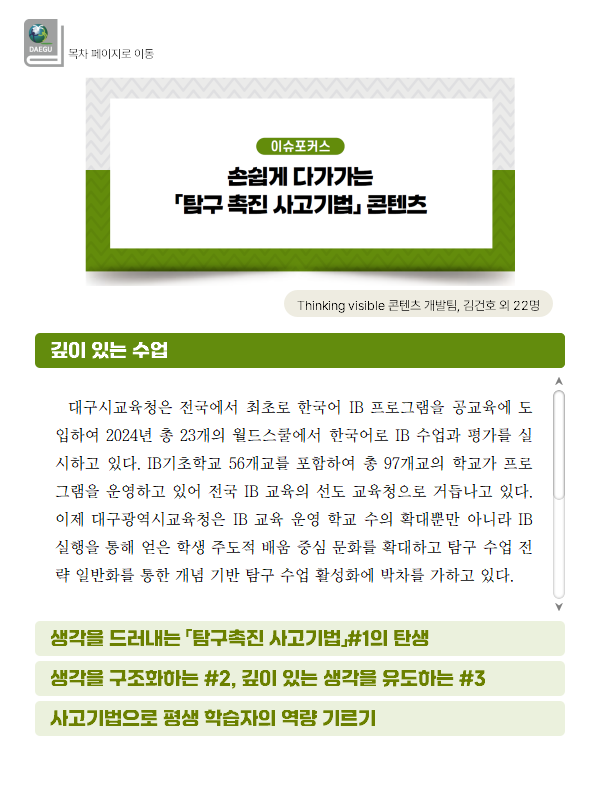 DAEGU
목차 페이지로 이동
이슈포커스
손쉽게 다가가는
「탐구 촉진 사고기법」 콘텐츠
Thinking visible 콘텐츠 개발팀, 김건호 외 22명
깊이 있는 수업
대구시교육청은 전국에서 최초로 한국어 IB 프로그램을 공교육에 도
입하여 2024년 총 23개의 월드스쿨에서 한국어로 IB 수업과 평가를 실
시하고 있다. IB기초학교 56개교를 포함하여 총 97개교의 학교가 프로
그램을 운영하고 있어 전국 IB 교육의 선도 교육청으로 거듭나고 있다.
이제 대구광역시교육청은 IB 교육 운영 학교 수의 확대뿐만 아니라 IB
실행을 통해 얻은 학생 주도적 배움 중심 문화를 확대하고 탐구 수업 전
략 일반화를 통한 개념 기반 탐구 수업 활성화에 박차를 가하고 있다.
생각을 드러내는 「탐구촉진 사고기법」#1의 탄생
생각을 구조화하는 #2, 깊이 있는 생각을 유도하는 #3
사고기법으로 평생 학습자의 역량 기르기